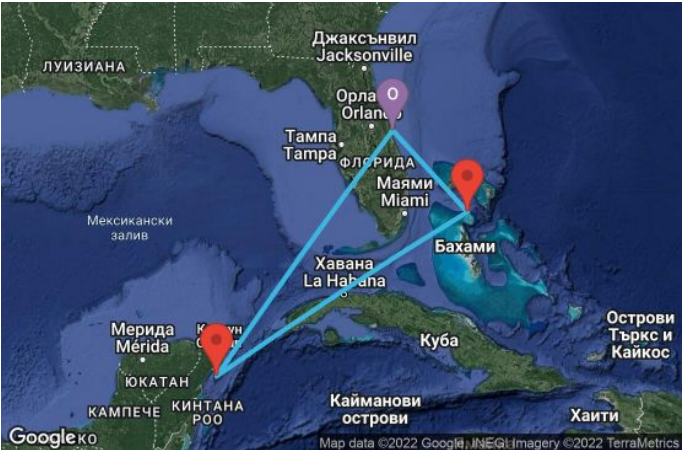 Джаксънвил
Jacksonville
ЛУИЗИАНА
O
Orlando
Тампа
Tampa
ФЛОРИДА
Маями
Miami
Мексикански
залив
Бахами
Хавана
La Habana
Мерида
Mérida
Куба
Острови
Търкс и
Кайкос
ЮКАТАН
КАМПЕЧЕ
КИНТАНА
РОО
Кайманови
острови
Хаити
Google
Map data ©2022 Google, INEGI Imagery ©2022 TerraMetrics